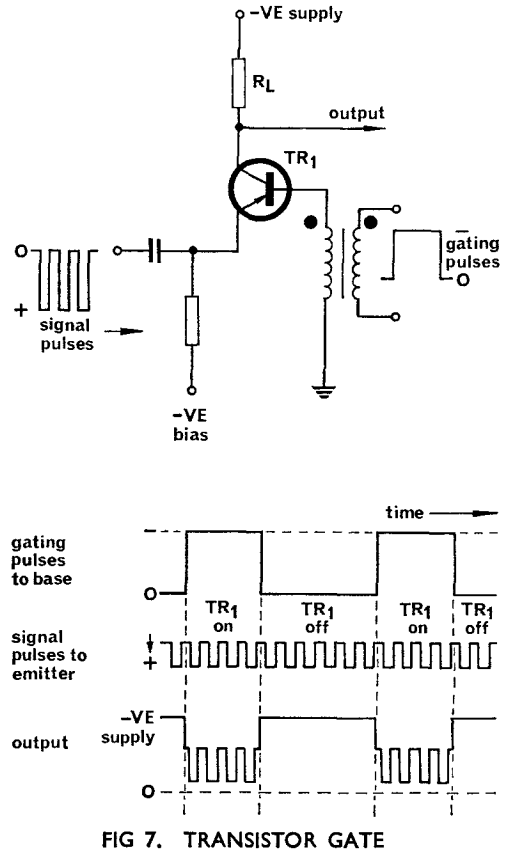 -VE supply
RL
output
TR1
O
+
signal
pulses
-
gating
pulses
O
-VE
bias
time
gating
pulses
to base
-
O
TR1
on
TR1
off
TR1
on
TR1
off
signal
pulses to
emitter
+
-VE
supply
output
O
FIG 7. TRANSISTOR GATE